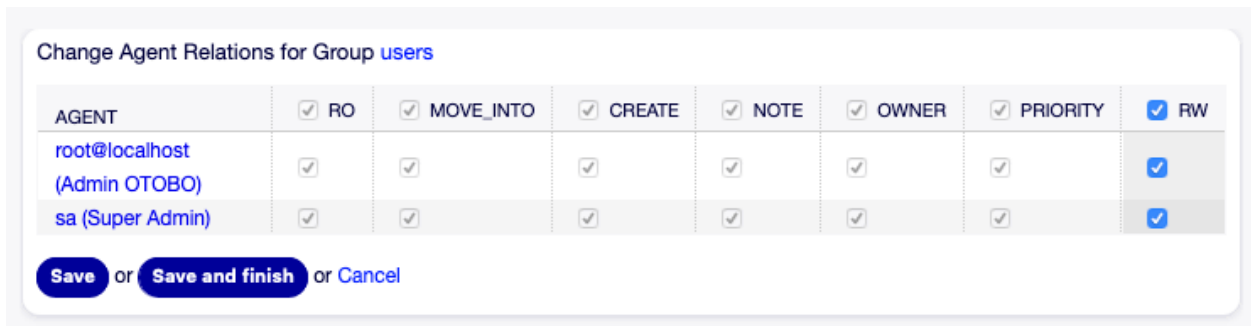 Change Agent Relations for Group users
AGENT RO MOVE_INTO CREATE NOTE OWNER PRIORITY RW
root@localhost
(Admin OTOBO)
sa (Super Admin)
Save or Save and finish or Cancel